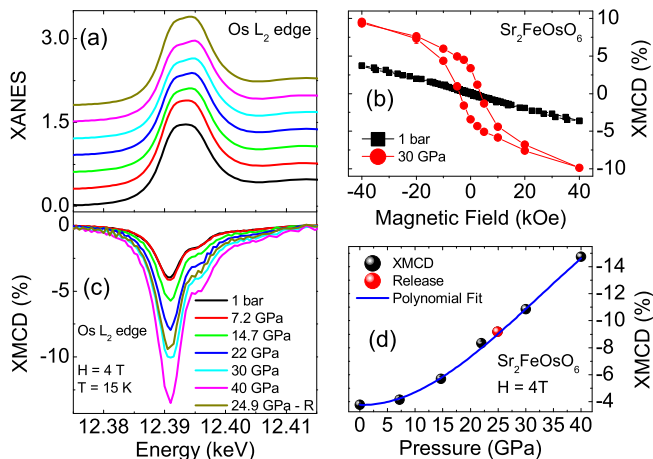 (a)
Os L₂ edge
XANES
3.0
1.5
0.0
(b)
Sr₂FeOsO₆
1 bar
30 GPa
XMCD (%)
10
5
0
-5
-10
-40 -20 0 20 40
Magnetic Field (kOe)
(c)
XMCD (%)
0
-5
-10
Os L₂ edge
H = 4 T
T = 15 K
1 bar
7.2 GPa
14.7 GPa
22 GPa
30 GPa
40 GPa
24.9 GPa - R
12.38 12.39 12.40 12.41
Energy (keV)
XMCD
Release
Polynomial Fit
(d)
Sr₂FeOsO₆
H = 4T
XMCD (%)
-14
-12
-10
-8
-6
-4
-2
0 10 20 30 40
Pressure (GPa)